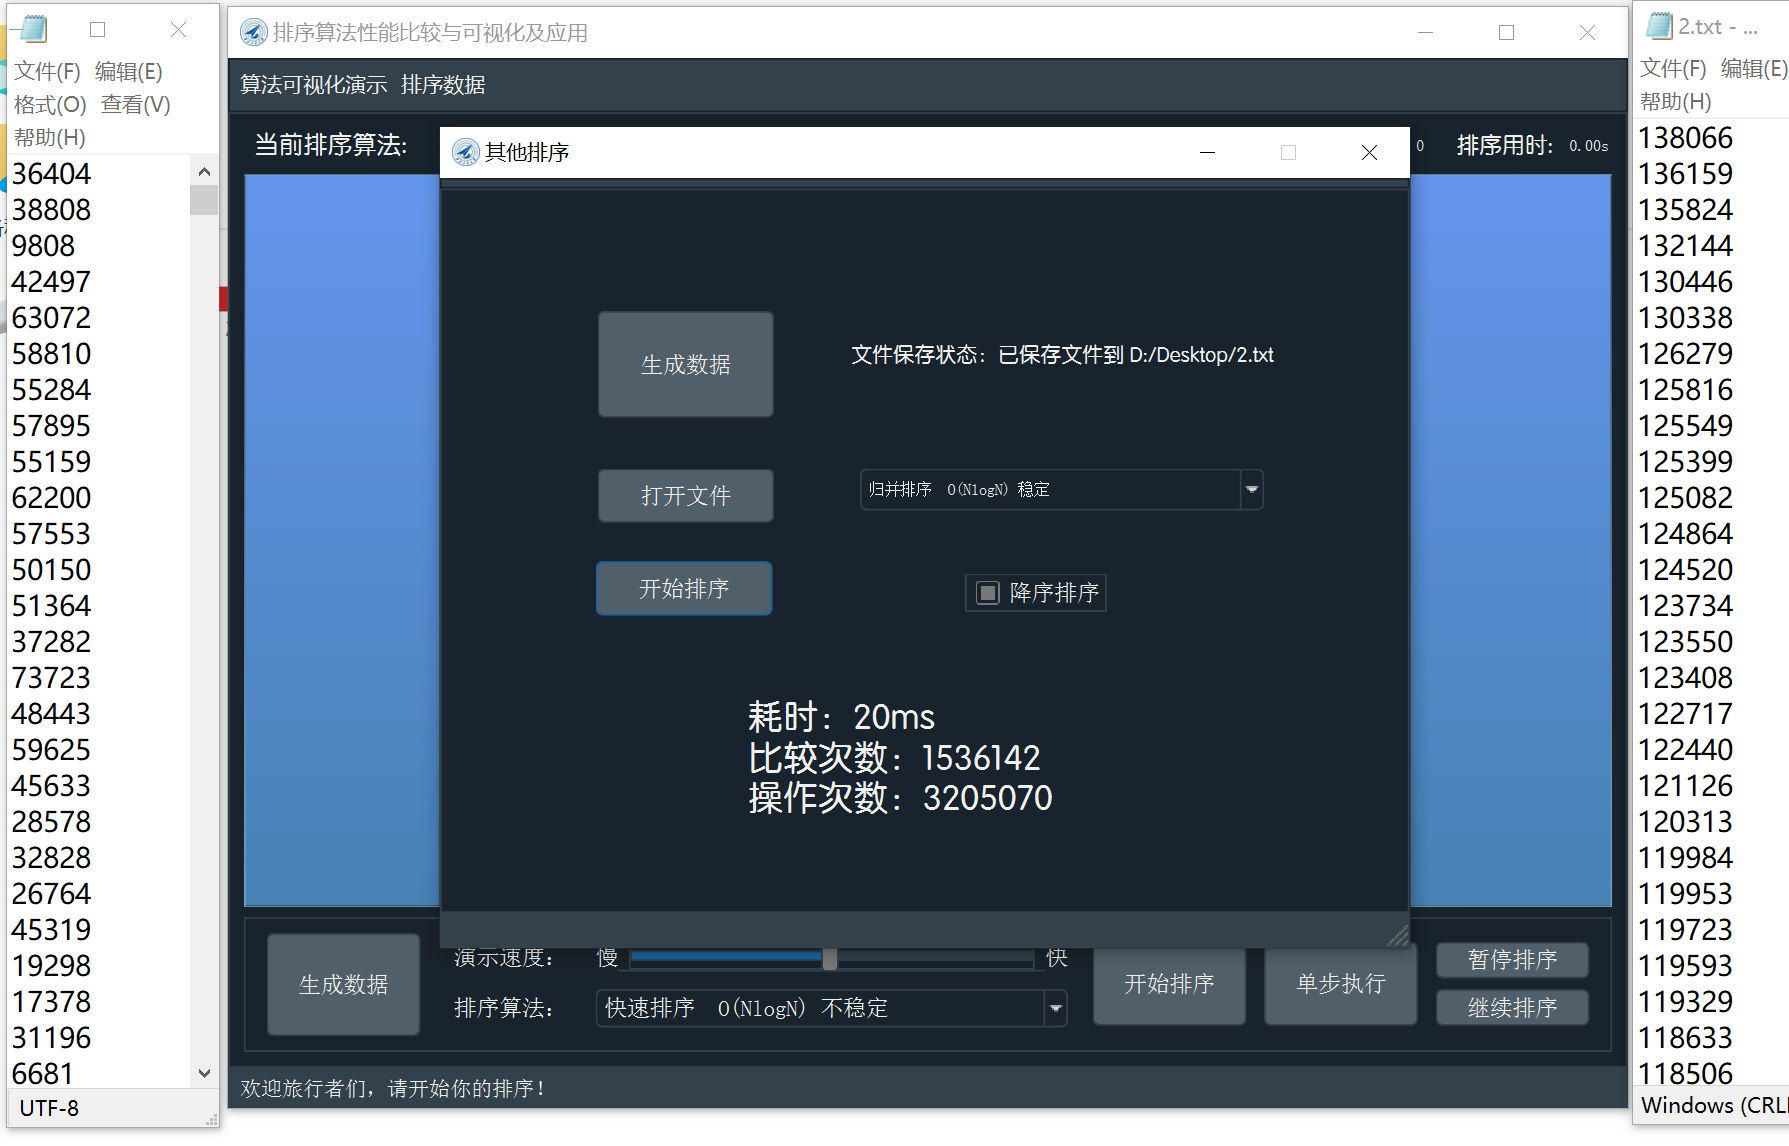 文件(F) 编辑(E)
格式(O) 查看(V)
帮助(H)
36404
38808
9808
42497
63072
58810
55284
57895
55159
62200
57553
50150
51364
37282
73723
48443
59625
45633
28578
32828
26764
45319
19298
17378
31196
6681
UTF-8
排序算法性能比较与可视化及应用
算法可视化演示 排序数据
当前排序算法:
0 排序用时: 0.00s
其他排序
生成数据
文件保存状态：已保存文件到 D:/Desktop/2.txt
打开文件
归并排序 O(NlogN) 稳定
开始排序
降序排序
耗时：20ms
比较次数：1536142
操作次数：3205070
生成数据
演示速度： 慢 快
排序算法： 快速排序 O(NlogN) 不稳定
开始排序
单步执行
暂停排序
继续排序
欢迎旅行者们，请开始你的排序！
2.txt - ...
文件(F) 编辑(E)
帮助(H)
138066
136159
135824
132144
130446
130338
126279
125816
125549
125399
125082
124864
124520
123734
123550
123408
122717
122440
121126
120313
119984
119953
119723
119593
119329
118633
118506
Windows (CRLF